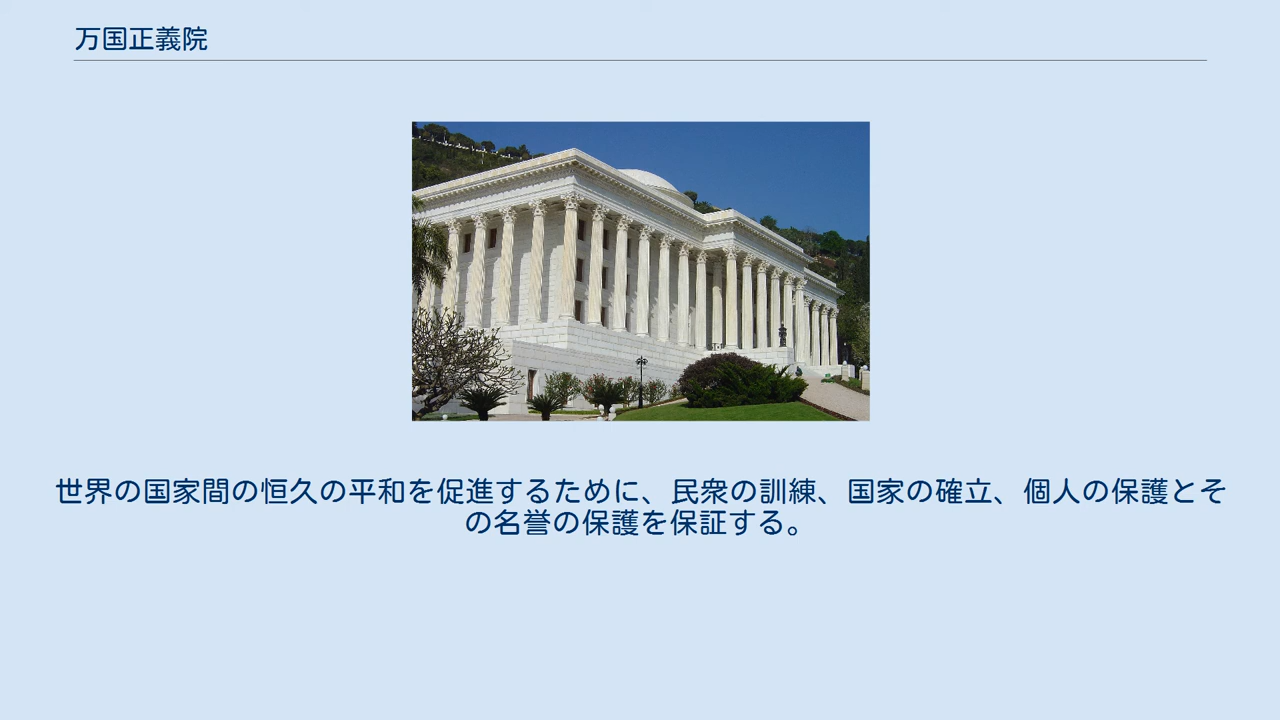 万国正義院
世界の国家間の恒久の平和を促進するために、民衆の訓練、国家の確立、個人の保護とそ
の名誉の保護を保証する。